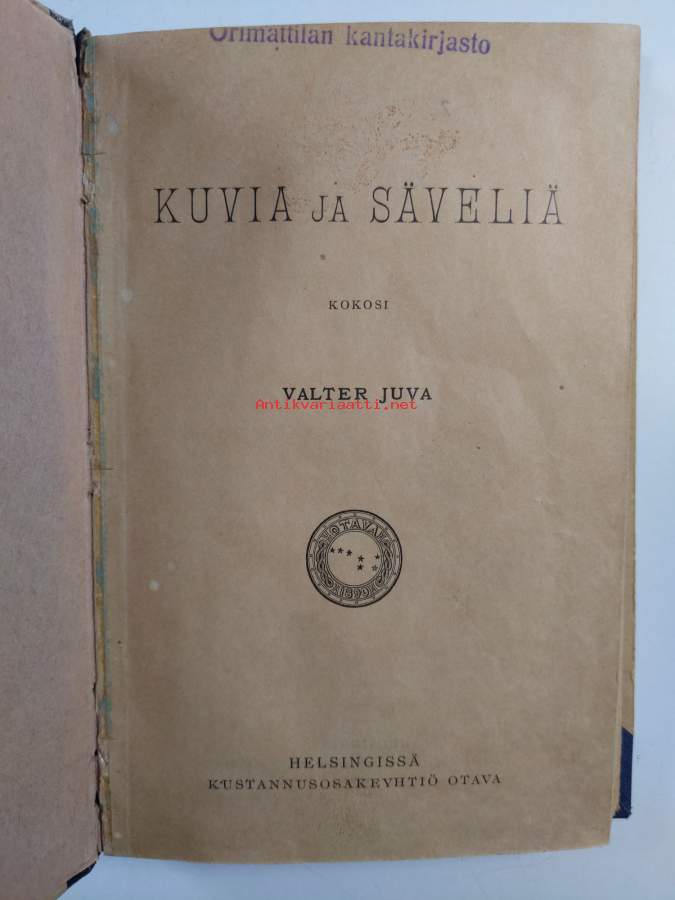 Orimattilan kantakirjasto
KUVIA JA SÄVELIÄ
KOKOSI
VALTER JUVA
Antikvariaatti.net
OTAVA
1890
HELSINGISSÄ
KUSTANNUSOSAKEYHTIÖ OTAVA